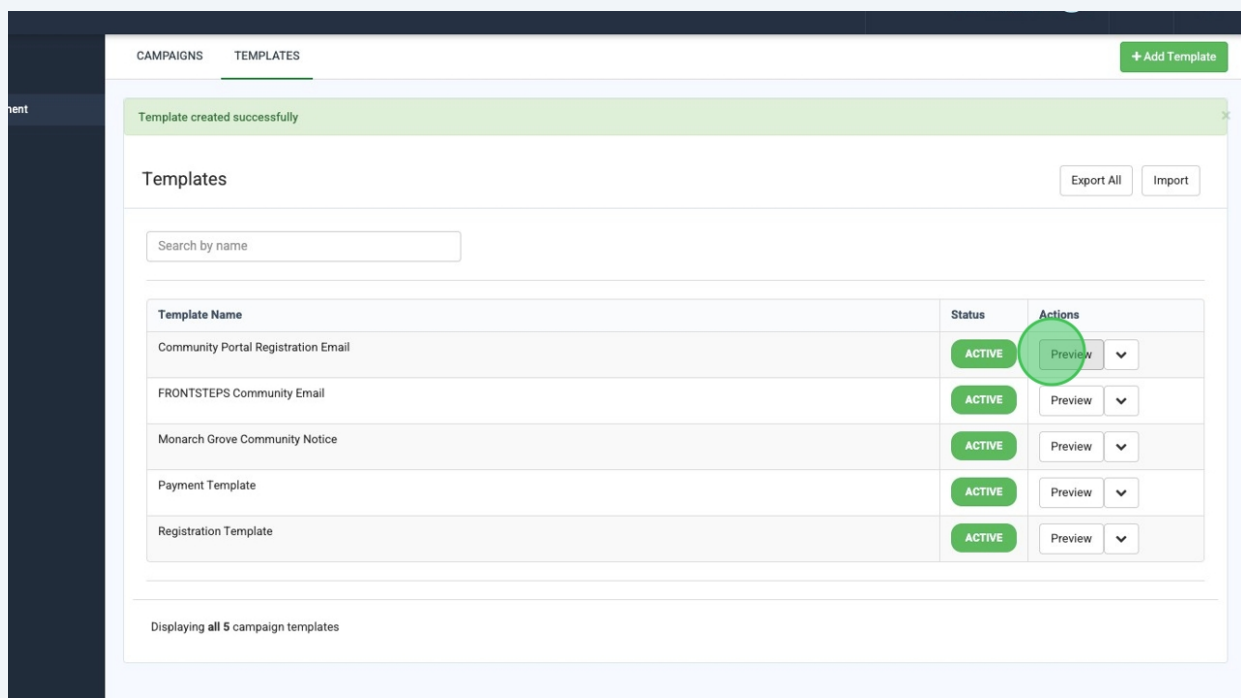 CAMPAIGNS TEMPLATES + Add Template
nent
Template created successfully ×
Templates Export All Import
Search by name
Template Name Status Actions
Community Portal Registration Email ACTIVE Preview
FRONTSTEPS Community Email ACTIVE Preview
Monarch Grove Community Notice ACTIVE Preview
Payment Template ACTIVE Preview
Registration Template ACTIVE Preview
Displaying all 5 campaign templates